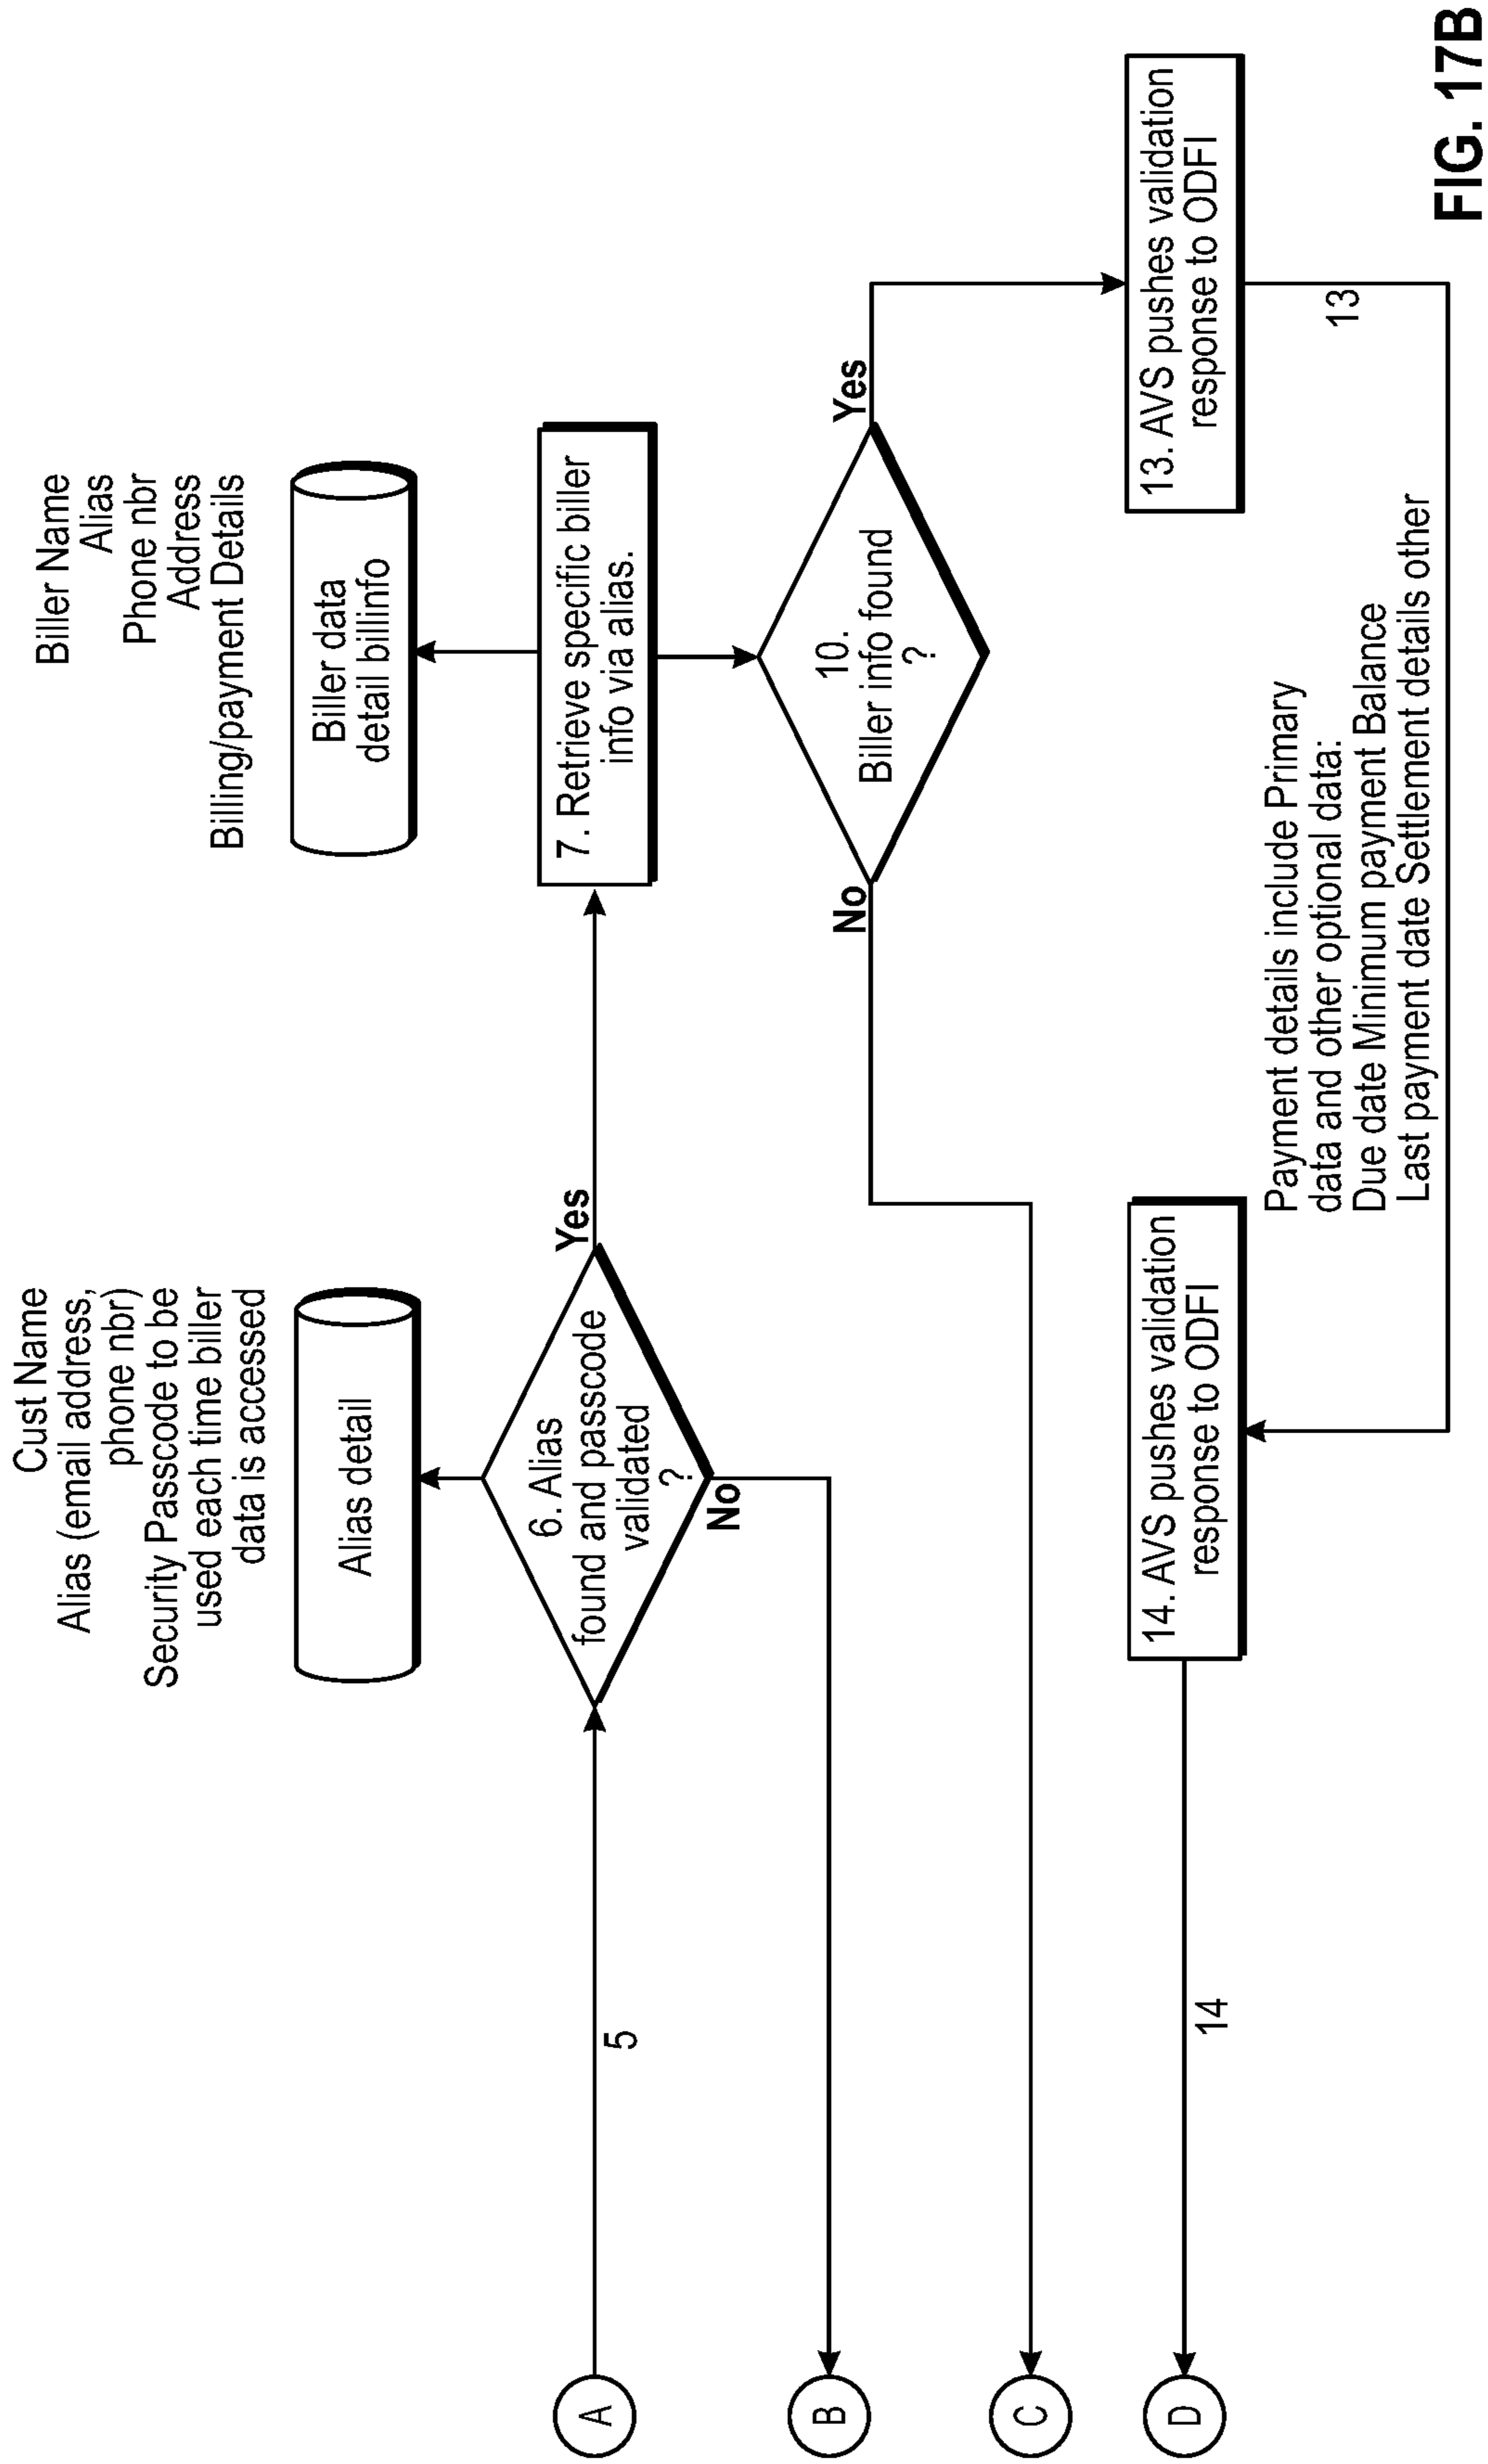 Cust Name
Alias (email address,
phone nbr)
Security Passcode to be
used each time biller
data is accessed
Alias detail
Biller Name
Alias
Phone nbr
Address
Billing/payment Details
Biller data
detail billinfo
A
5
6. Alias
found and passcode
validated
?
Yes
No
7. Retrieve specific biller
info via alias.
B
10.
Biller info found
?
No
Yes
C
13. AVS pushes validation
response to ODFI
13
Payment details include Primary
data and other optional data:
Due date Minimum payment Balance
Last payment date Settlement details other
14. AVS pushes validation
response to ODFI
14
D
FIG. 17B